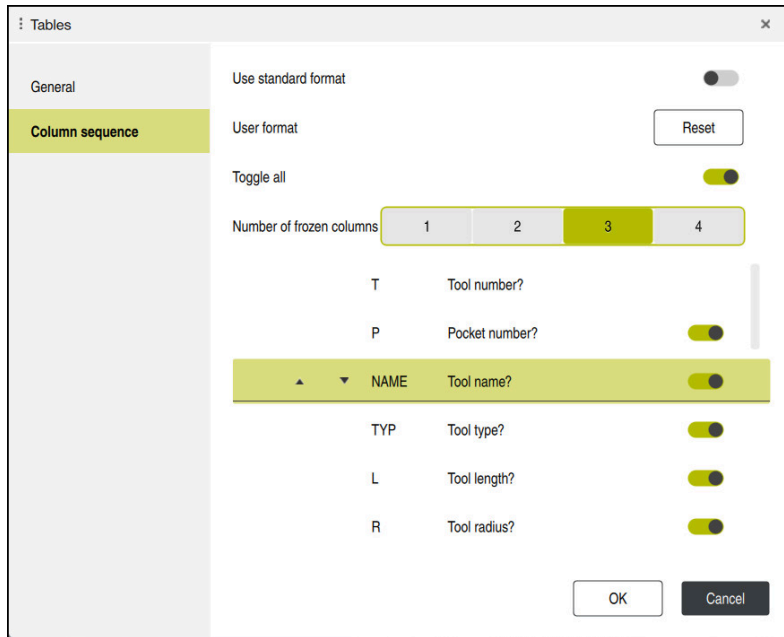 Tables
General
Column sequence
Use standard format
User format Reset
Toggle all
Number of frozen columns 1 2 3 4
T Tool number?
P Pocket number?
NAME Tool name?
TYP Tool type?
L Tool length?
R Tool radius?
OK Cancel